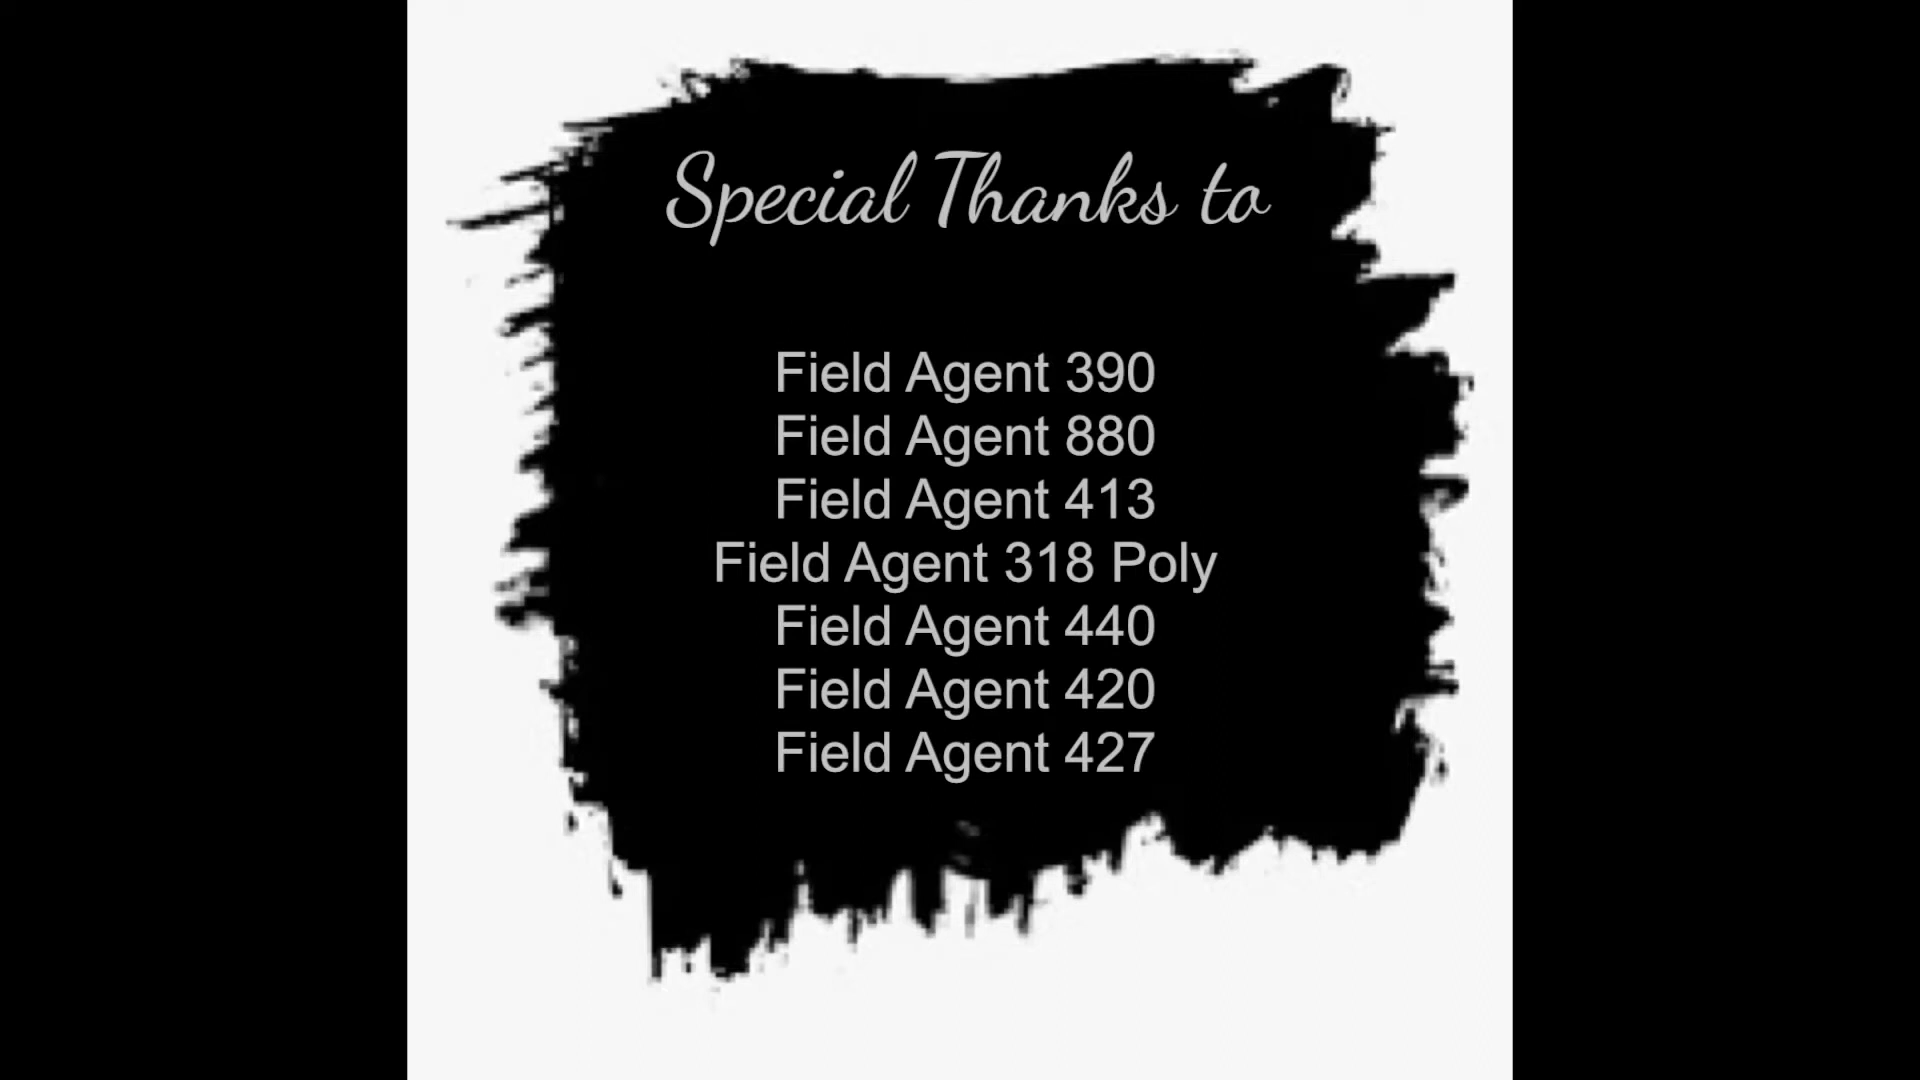 Special Thanks to
Field Agent 390
Field Agent 880
Field Agent 413
Field Agent 318 Poly
Field Agent 440
Field Agent 420
Field Agent 427